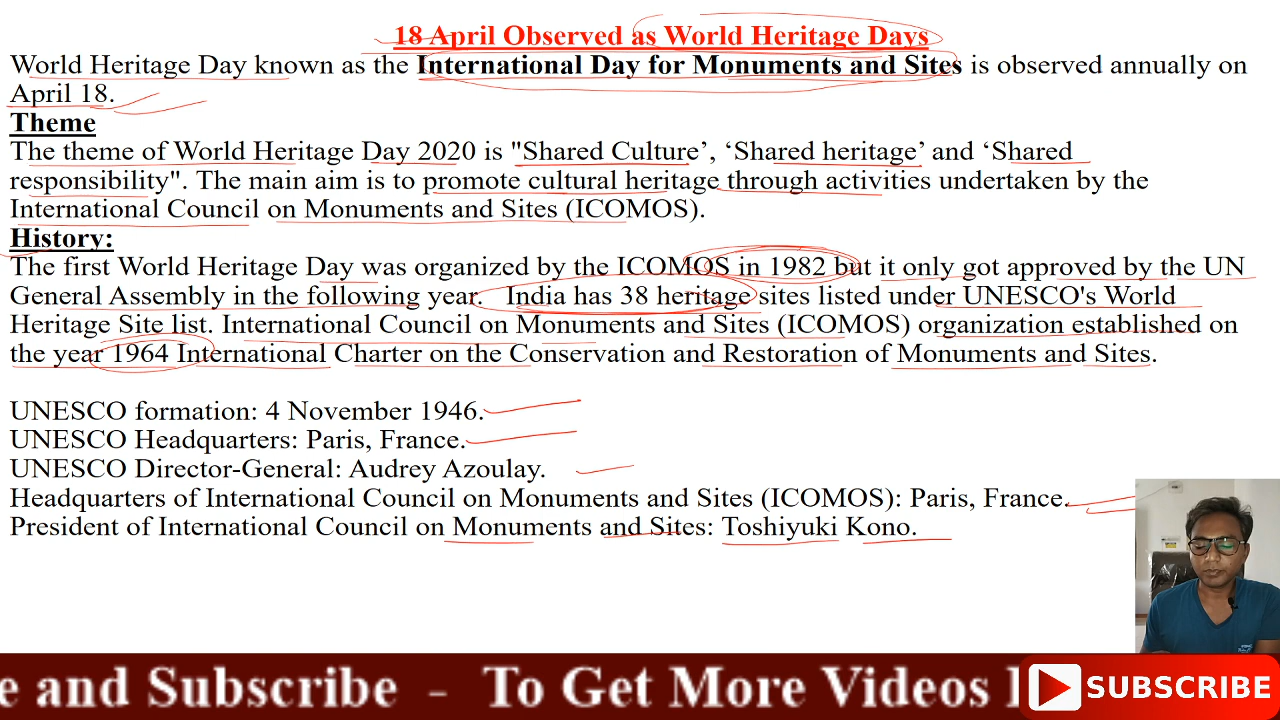 18 April Observed as World Heritage Days
World Heritage Day known as the International Day for Monuments and Sites is observed annually on
April 18.
Theme
The theme of World Heritage Day 2020 is "Shared Culture’, ‘Shared heritage’ and ‘Shared
responsibility". The main aim is to promote cultural heritage through activities undertaken by the
International Council on Monuments and Sites (ICOMOS).
History:
The first World Heritage Day was organized by the ICOMOS in 1982 but it only got approved by the UN
General Assembly in the following year. India has 38 heritage sites listed under UNESCO's World
Heritage Site list. International Council on Monuments and Sites (ICOMOS) organization established on
the year 1964 International Charter on the Conservation and Restoration of Monuments and Sites.
UNESCO formation: 4 November 1946.
UNESCO Headquarters: Paris, France.
UNESCO Director-General: Audrey Azoulay.
Headquarters of International Council on Monuments and Sites (ICOMOS): Paris, France.
President of International Council on Monuments and Sites: Toshiyuki Kono.
e and Subscribe - To Get More Videos
SUBSCRIBE